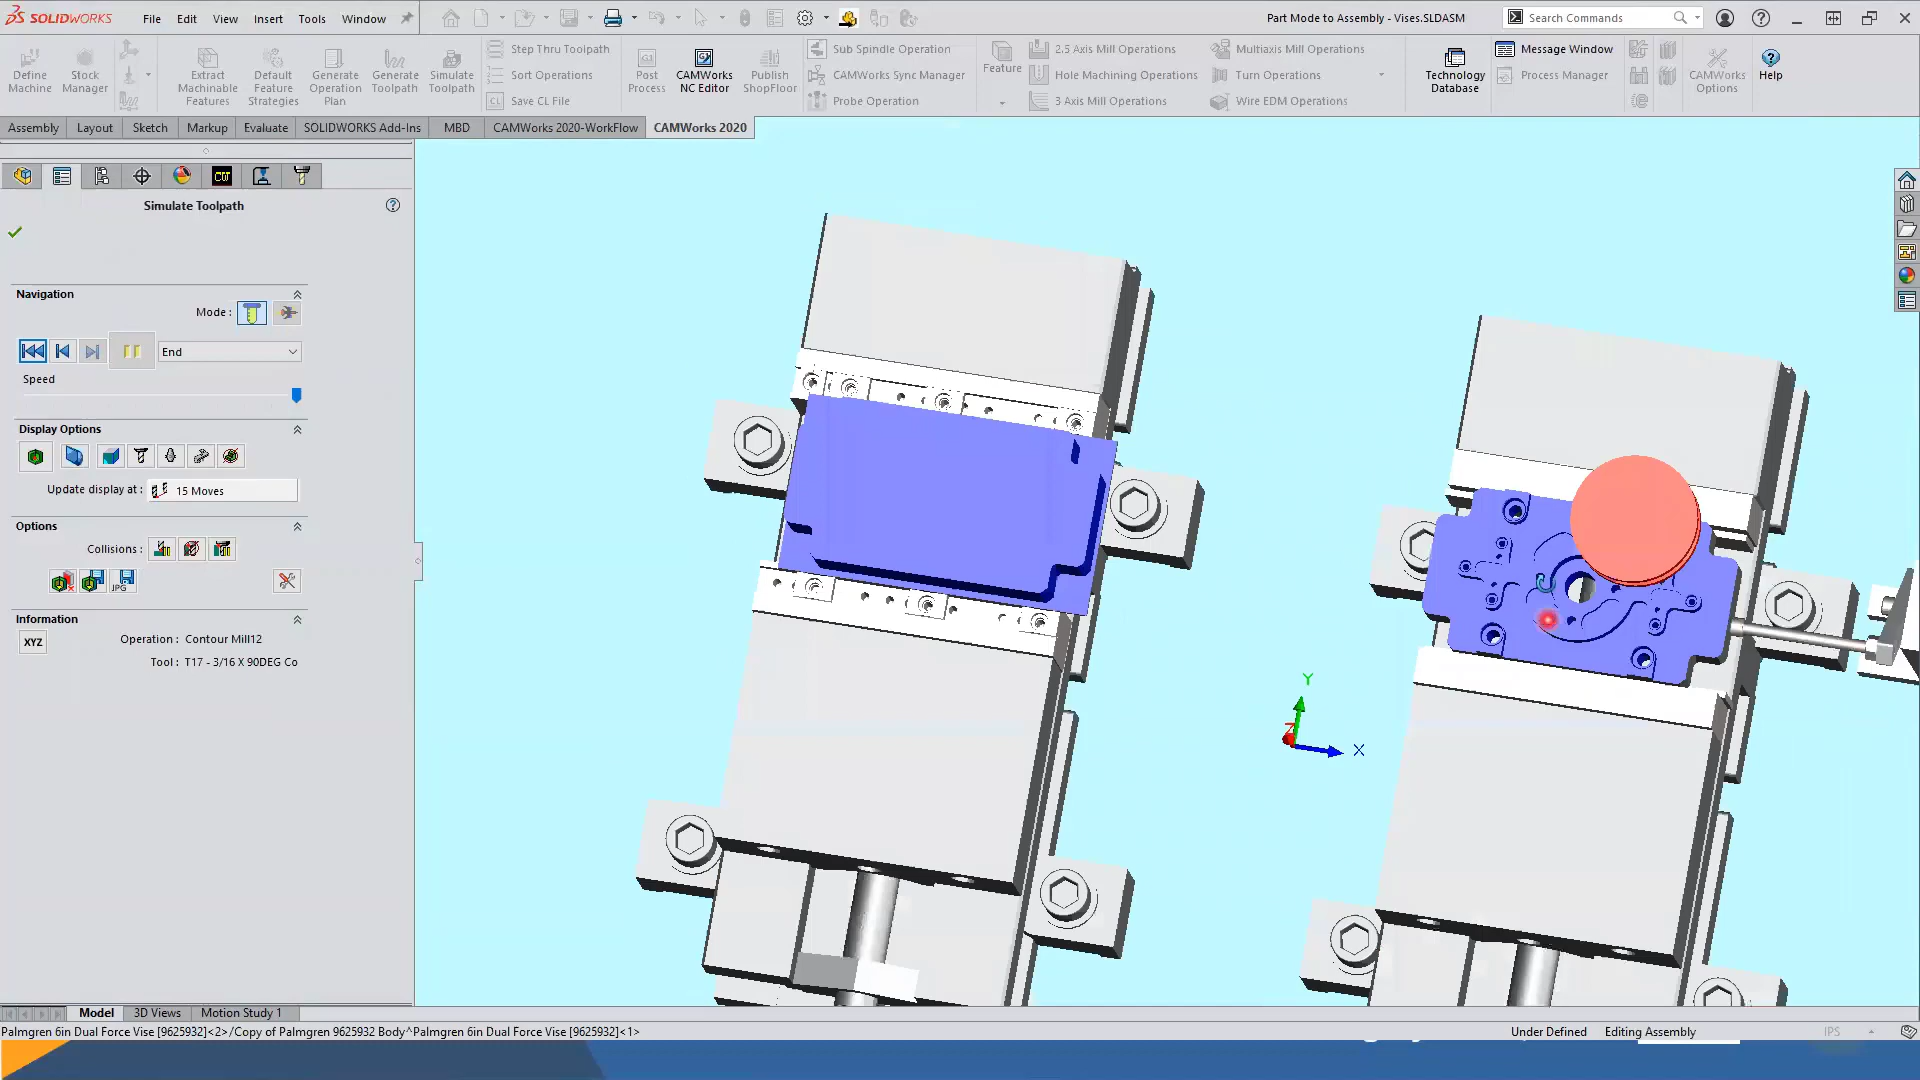 SOLIDWORKS File Edit View Insert Tools Window
Part Mode to Assembly - Vises.SLDASM
Search Commands
Define Machine
Stock Manager
Extract Machinable Features
Default Feature Strategies
Generate Operation Plan
Generate Toolpath
Simulate Toolpath
Step Thru Toolpath
Sort Operations
CL Save CL File
G1
Post Process
CAMWorks NC Editor
Publish ShopFloor
Sub Spindle Operation
CAMWorks Sync Manager
Probe Operation
Feature
2.5 Axis Mill Operations
Hole Machining Operations
3 Axis Mill Operations
Multiaxis Mill Operations
Turn Operations
Wire EDM Operations
Technology Database
Message Window
Process Manager
CAMWorks Options
Help
Assembly Layout Sketch Markup Evaluate SOLIDWORKS Add-Ins MBD CAMWorks 2020-WorkFlow CAMWorks 2020
CW
Simulate Toolpath
Navigation
Mode :
End
Speed
Display Options
Update display at : 15 Moves
Options
Collisions :
JPG
Information
XYZ
Operation : Contour Mill12
Tool : T17 - 3/16 X 90DEG Co
Y
Z
X
Model 3D Views Motion Study 1
Palmgren 6in Dual Force Vise [9625932]<2>/Copy of Palmgren 9625932 Body^Palmgren 6in Dual Force Vise [9625932]<1>
Under Defined Editing Assembly IPS